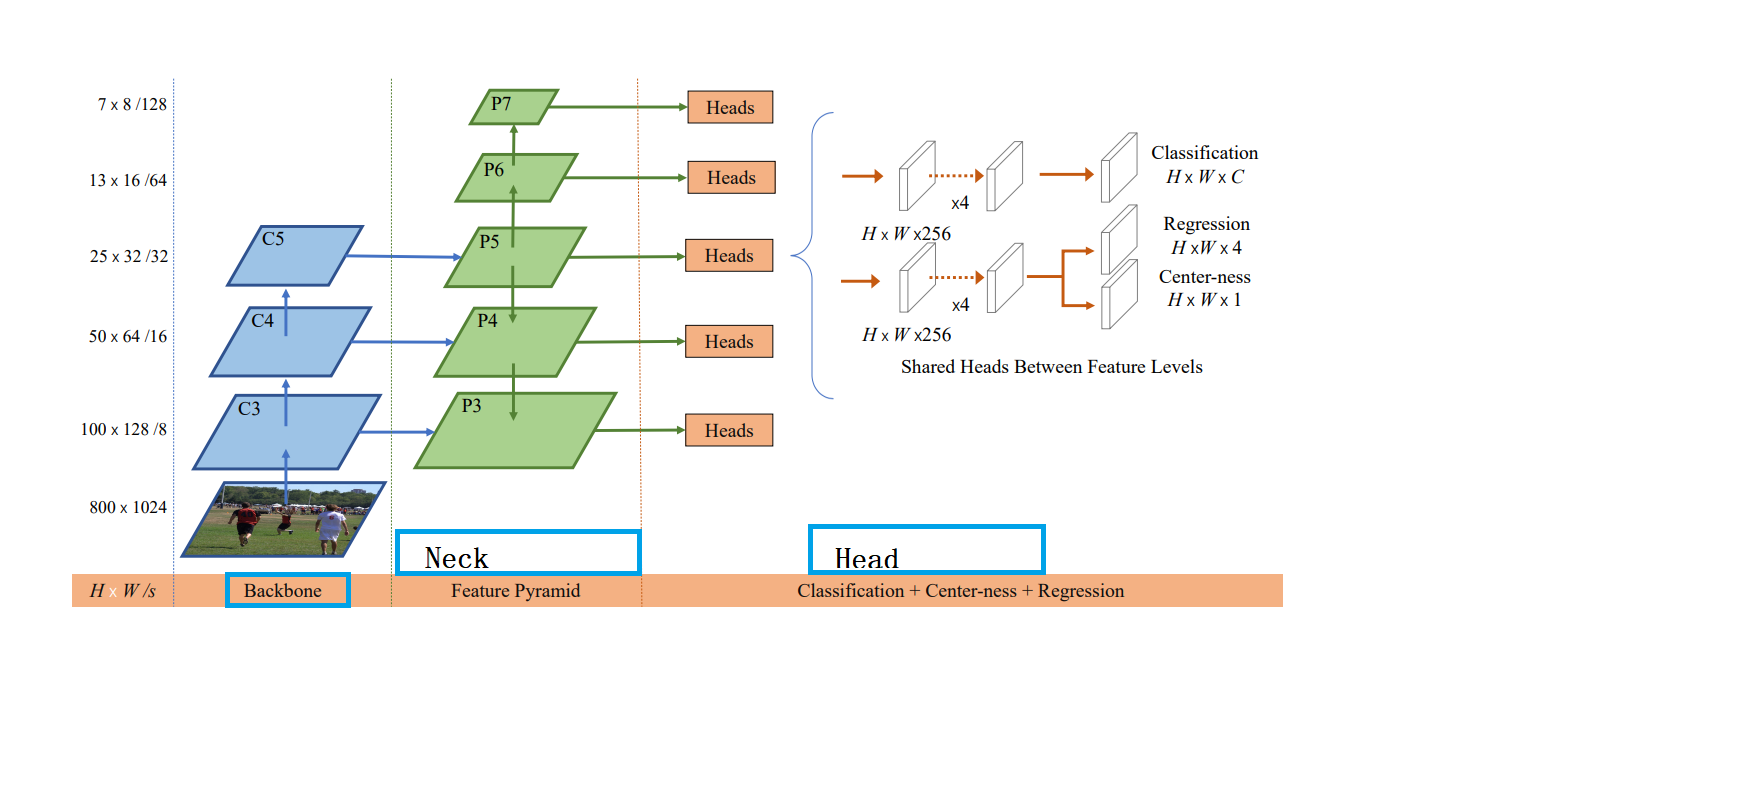 7 x 8 /128
13 x 16 /64
25 x 32 /32
50 x 64 /16
100 x 128 /8
800 x 1024
H x W /s
C5
C4
C3
Backbone
P7
P6
P5
P4
P3
Neck
Feature Pyramid
Heads
Heads
Heads
Heads
Heads
x4
H x W x256
x4
H x W x256
Classification
H x W x C
Regression
H xW x 4
Center-ness
H x W x 1
Shared Heads Between Feature Levels
Head
Classification + Center-ness + Regression